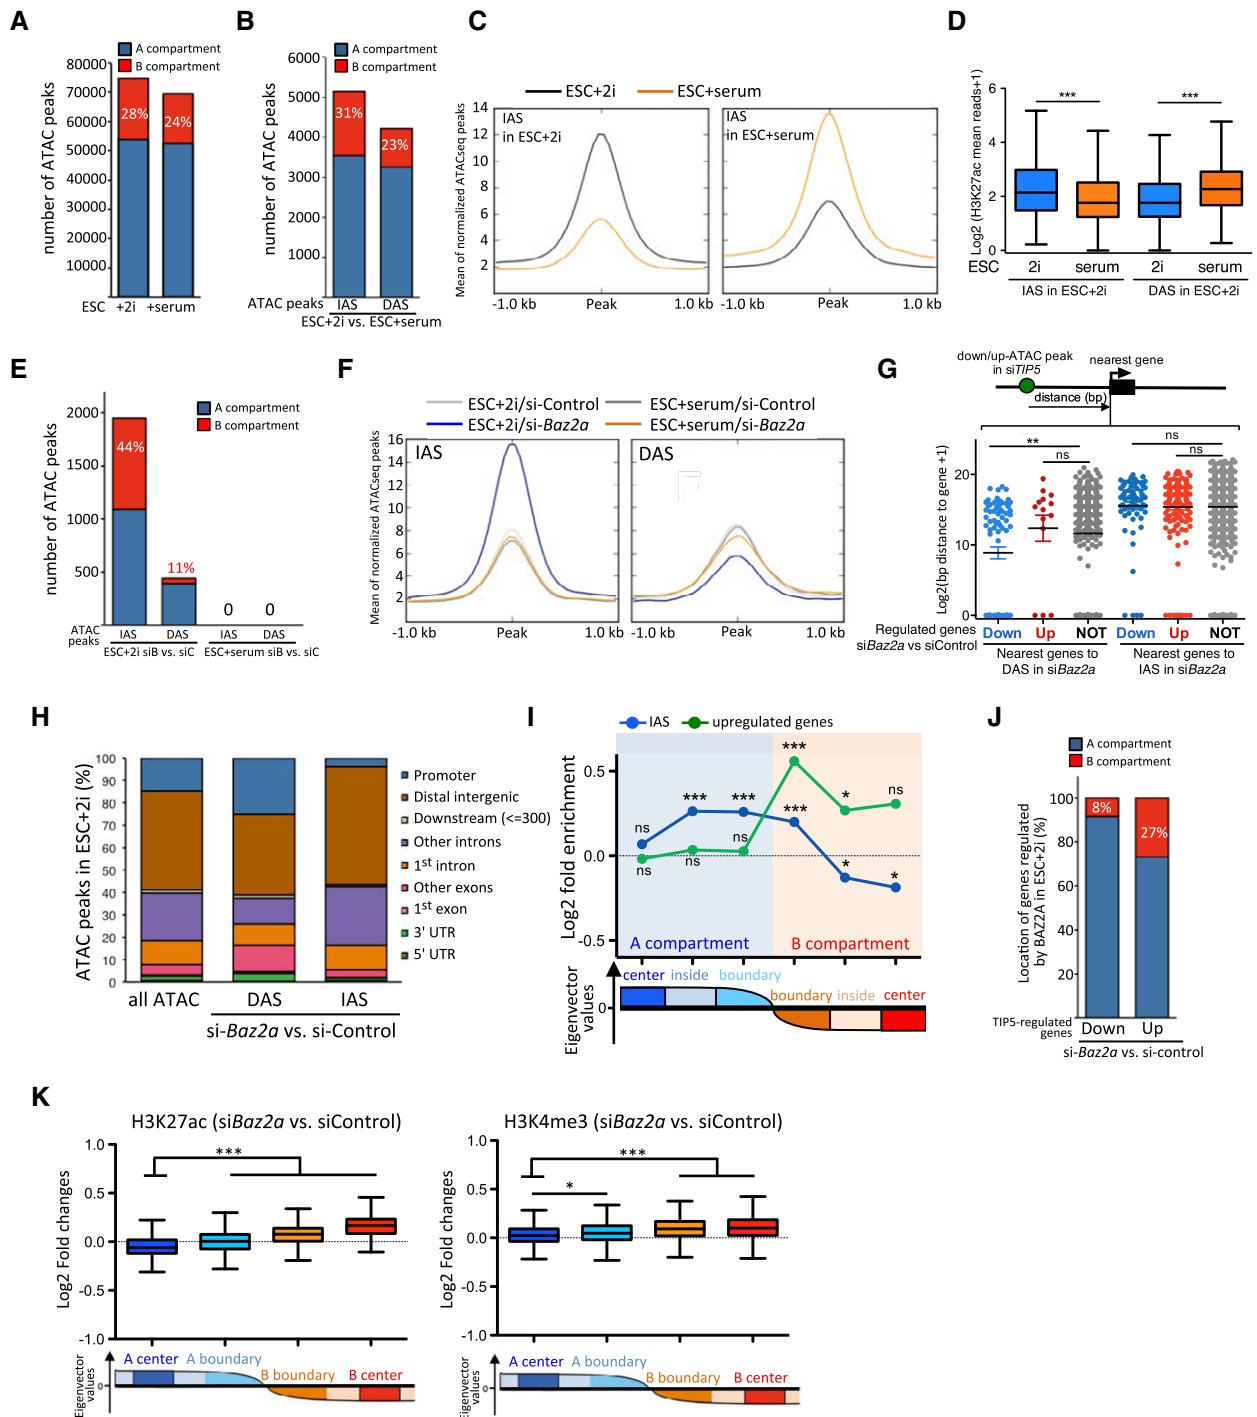 A
A compartment
B compartment
number of ATAC peaks
80000
70000
60000
50000
40000
30000
20000
10000
28%
24%
ESC +2i +serum
B
A compartment
B compartment
number of ATAC peaks
6000
5000
4000
3000
2000
1000
0
31%
23%
ATAC peaks IAS DAS
ESC+2i vs. ESC+serum
C
ESC+2i ESC+serum
Mean of normalized ATACseq peaks
14
12
10
8
6
4
2
IAS
in ESC+2i
IAS
in ESC+serum
-1.0 kb Peak 1.0 kb
-1.0 kb Peak 1.0 kb
D
Log2 (H3K27ac mean reads+1)
6
4
2
0
*** ***
ESC 2i serum 2i serum
IAS in ESC+2i DAS in ESC+2i
E
A compartment
B compartment
number of ATAC peaks
2000
1500
1000
500
44%
11%
0 0
ATAC
peaks
IAS DAS IAS DAS
ESC+2i siB vs. siC ESC+serum siB vs. siC
F
ESC+2i/si-Control ESC+serum/si-Control
ESC+2i/si-Baz2a ESC+serum/si-Baz2a
Mean of normalized ATACseq peaks
16
14
12
10
8
6
4
2
IAS
DAS
F
-1.0 kb Peak 1.0 kb
-1.0 kb Peak 1.0 kb
G
down/up-ATAC peak
in siTIP5
nearest gene
distance (bp)
Log2(bp distance to gene +1)
20
10
0
** ns
ns ns
Regulated genes
siBaz2a vs siControl
Down Up NOT Down Up NOT
Nearest genes to
DAS in siBaz2a
Nearest genes to
IAS in siBaz2a
H
ATAC peaks in ESC+2i (%)
100
90
80
70
60
50
40
30
20
10
0
Promoter
Distal intergenic
Downstream (<=300)
Other introns
1st intron
Other exons
1st exon
3' UTR
5' UTR
all ATAC DAS IAS
si-Baz2a vs. si-Control
I
IAS upregulated genes
Log2 fold enrichment
0.5
0.0
-0.5
ns *** *** *** *** * ns
ns ns ns * *
A compartment B compartment
Eigenvector
values
0
center inside boundary
boundary inside center
J
A compartment
B compartment
Location of genes regulated
by BAZ2A in ESC+2i (%)
100
80
60
40
20
8%
27%
TIP5-regulated
genes
Down Up
si-Baz2a vs. si-control
K
H3K27ac (siBaz2a vs. siControl)
Log2 Fold changes
1.0
0.5
0.0
-0.5
-1.0
***
Eigenvector
values
0
A center A boundary
B boundary B center
H3K4me3 (siBaz2a vs. siControl)
Log2 Fold changes
1.0
0.5
0.0
-0.5
-1.0
***
*
Eigenvector
values
0
A center A boundary
B boundary B center